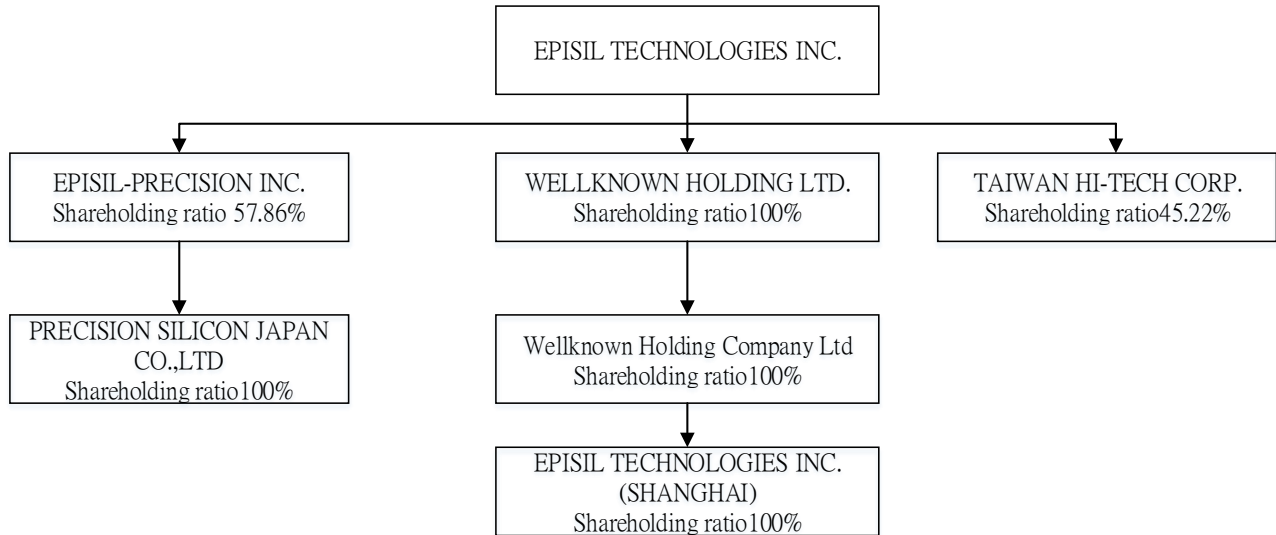 EPISIL TECHNOLOGIES INC.
EPISIL-PRECISION INC.
Shareholding ratio 57.86%
WELLKNOWN HOLDING LTD.
Shareholding ratio100%
TAIWAN HI-TECH CORP.
Shareholding ratio45.22%
PRECISION SILICON JAPAN
CO.,LTD
Shareholding ratio100%
Wellknown Holding Company Ltd
Shareholding ratio100%
EPISIL TECHNOLOGIES INC.
(SHANGHAI)
Shareholding ratio100%